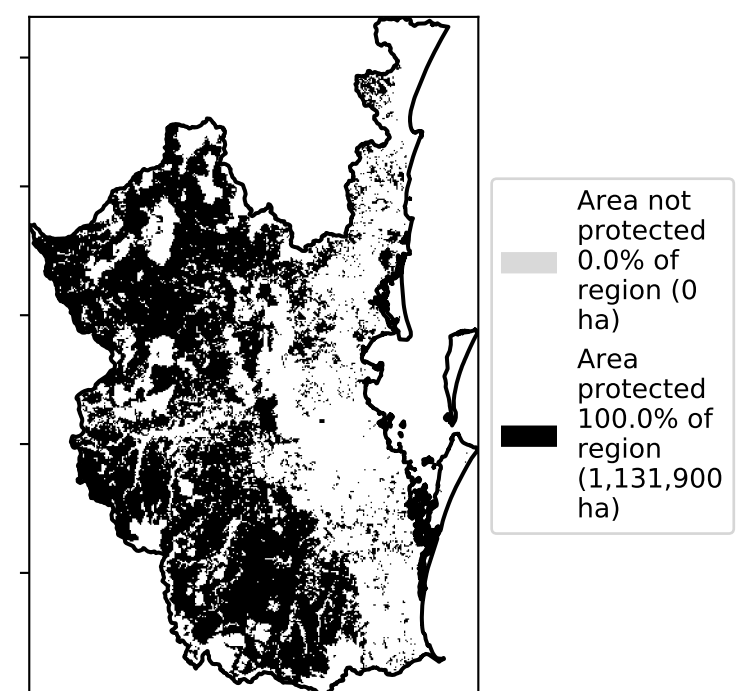 Area not
protected
0.0% of
region (0
ha)
Area
protected
100.0% of
region
(1,131,900
ha)